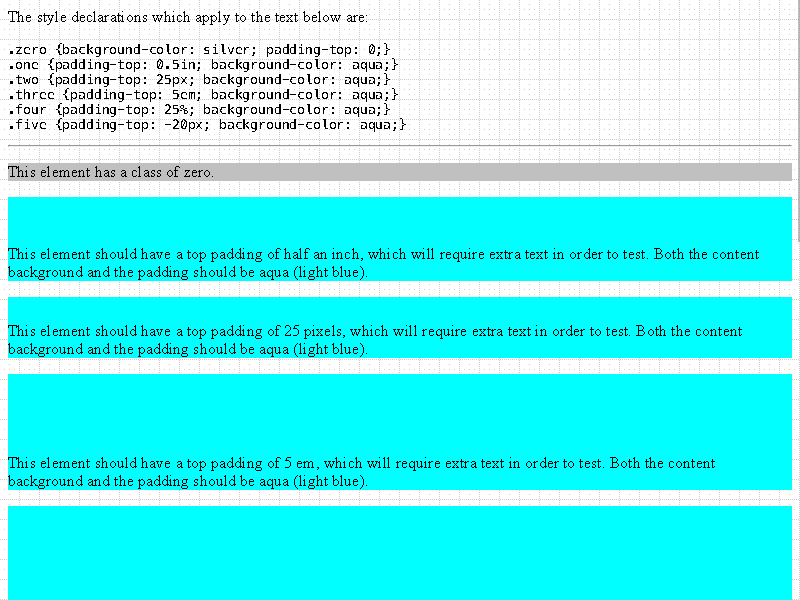 The style declarations which apply to the text below are:
.zero {background-color: silver; padding-top: 0;}
.one {padding-top: 0.5in; background-color: aqua;}
.two {padding-top: 25px; background-color: aqua;}
.three {padding-top: 5em; background-color: aqua;}
.four {padding-top: 25%; background-color: aqua;}
.five {padding-top: -20px; background-color: aqua;}
This element has a class of zero.
This element should have a top padding of half an inch, which will require extra text in order to test. Both the content
background and the padding should be aqua (light blue).
This element should have a top padding of 25 pixels, which will require extra text in order to test. Both the content
background and the padding should be aqua (light blue).
This element should have a top padding of 5 em, which will require extra text in order to test. Both the content
background and the padding should be aqua (light blue).